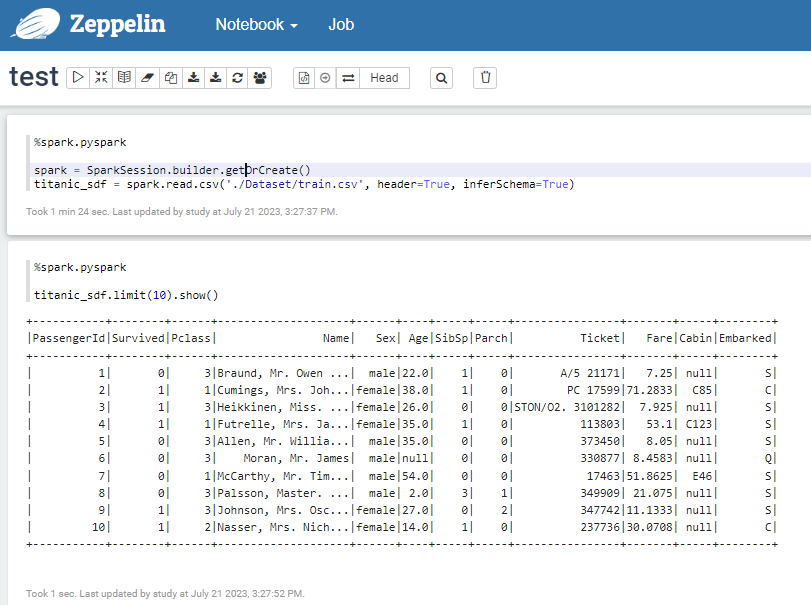 Zeppelin Notebook Job
test Head
%spark.pyspark
spark = SparkSession.builder.getOrCreate()
titanic_sdf = spark.read.csv('./Dataset/train.csv', header=True, inferSchema=True)
Took 1 min 24 sec. Last updated by study at July 21 2023, 3:27:37 PM.
%spark.pyspark
titanic_sdf.limit(10).show()
+-----------+--------+------+--------------------+------+----+-----+-----+----------------+-------+-----+--------+
|PassengerId|Survived|Pclass|                Name|   Sex| Age|SibSp|Parch|          Ticket|   Fare|Cabin|Embarked|
+-----------+--------+------+--------------------+------+----+-----+-----+----------------+-------+-----+--------+
|          1|       0|     3|Braund, Mr. Owen ...|  male|22.0|    1|    0|       A/5 21171|   7.25| null|       S|
|          2|       1|     1|Cumings, Mrs. Joh...|female|38.0|    1|    0|        PC 17599|71.2833|  C85|       C|
|          3|       1|     3|Heikkinen, Miss. ...|female|26.0|    0|    0|STON/O2. 3101282|  7.925| null|       S|
|          4|       1|     1|Futrelle, Mrs. Ja...|female|35.0|    1|    0|          113803|   53.1| C123|       S|
|          5|       0|     3|Allen, Mr. Willia...|  male|35.0|    0|    0|          373450|   8.05| null|       S|
|          6|       0|     3|    Moran, Mr. James|  male|null|    0|    0|          330877| 8.4583| null|       Q|
|          7|       0|     1|McCarthy, Mr. Tim...|  male|54.0|    0|    0|           17463|51.8625|  E46|       S|
|          8|       0|     3|Palsson, Master. ...|  male| 2.0|    3|    1|          349909| 21.075| null|       S|
|          9|       1|     3|Johnson, Mrs. Osc...|female|27.0|    0|    2|          347742|11.1333| null|       S|
|         10|       1|     2|Nasser, Mrs. Nich...|female|14.0|    1|    0|          237736|30.0708| null|       C|
+-----------+--------+------+--------------------+------+----+-----+-----+----------------+-------+-----+--------+
Took 1 sec. Last updated by study at July 21 2023, 3:27:52 PM.